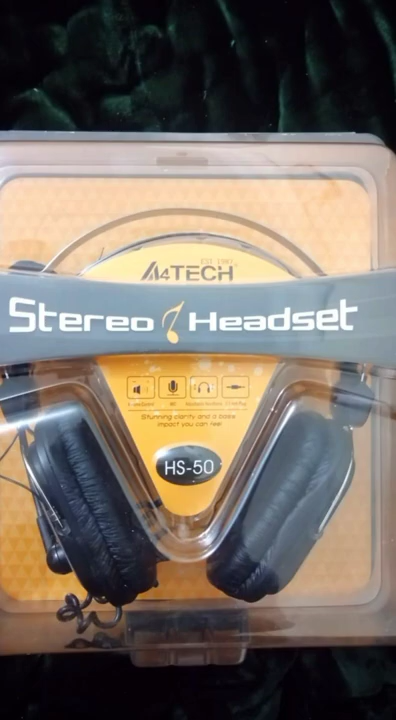 EST 1987
A4TECH
Stereo Headset
Stunning clarity and a bass
impact you can feel
HS-50